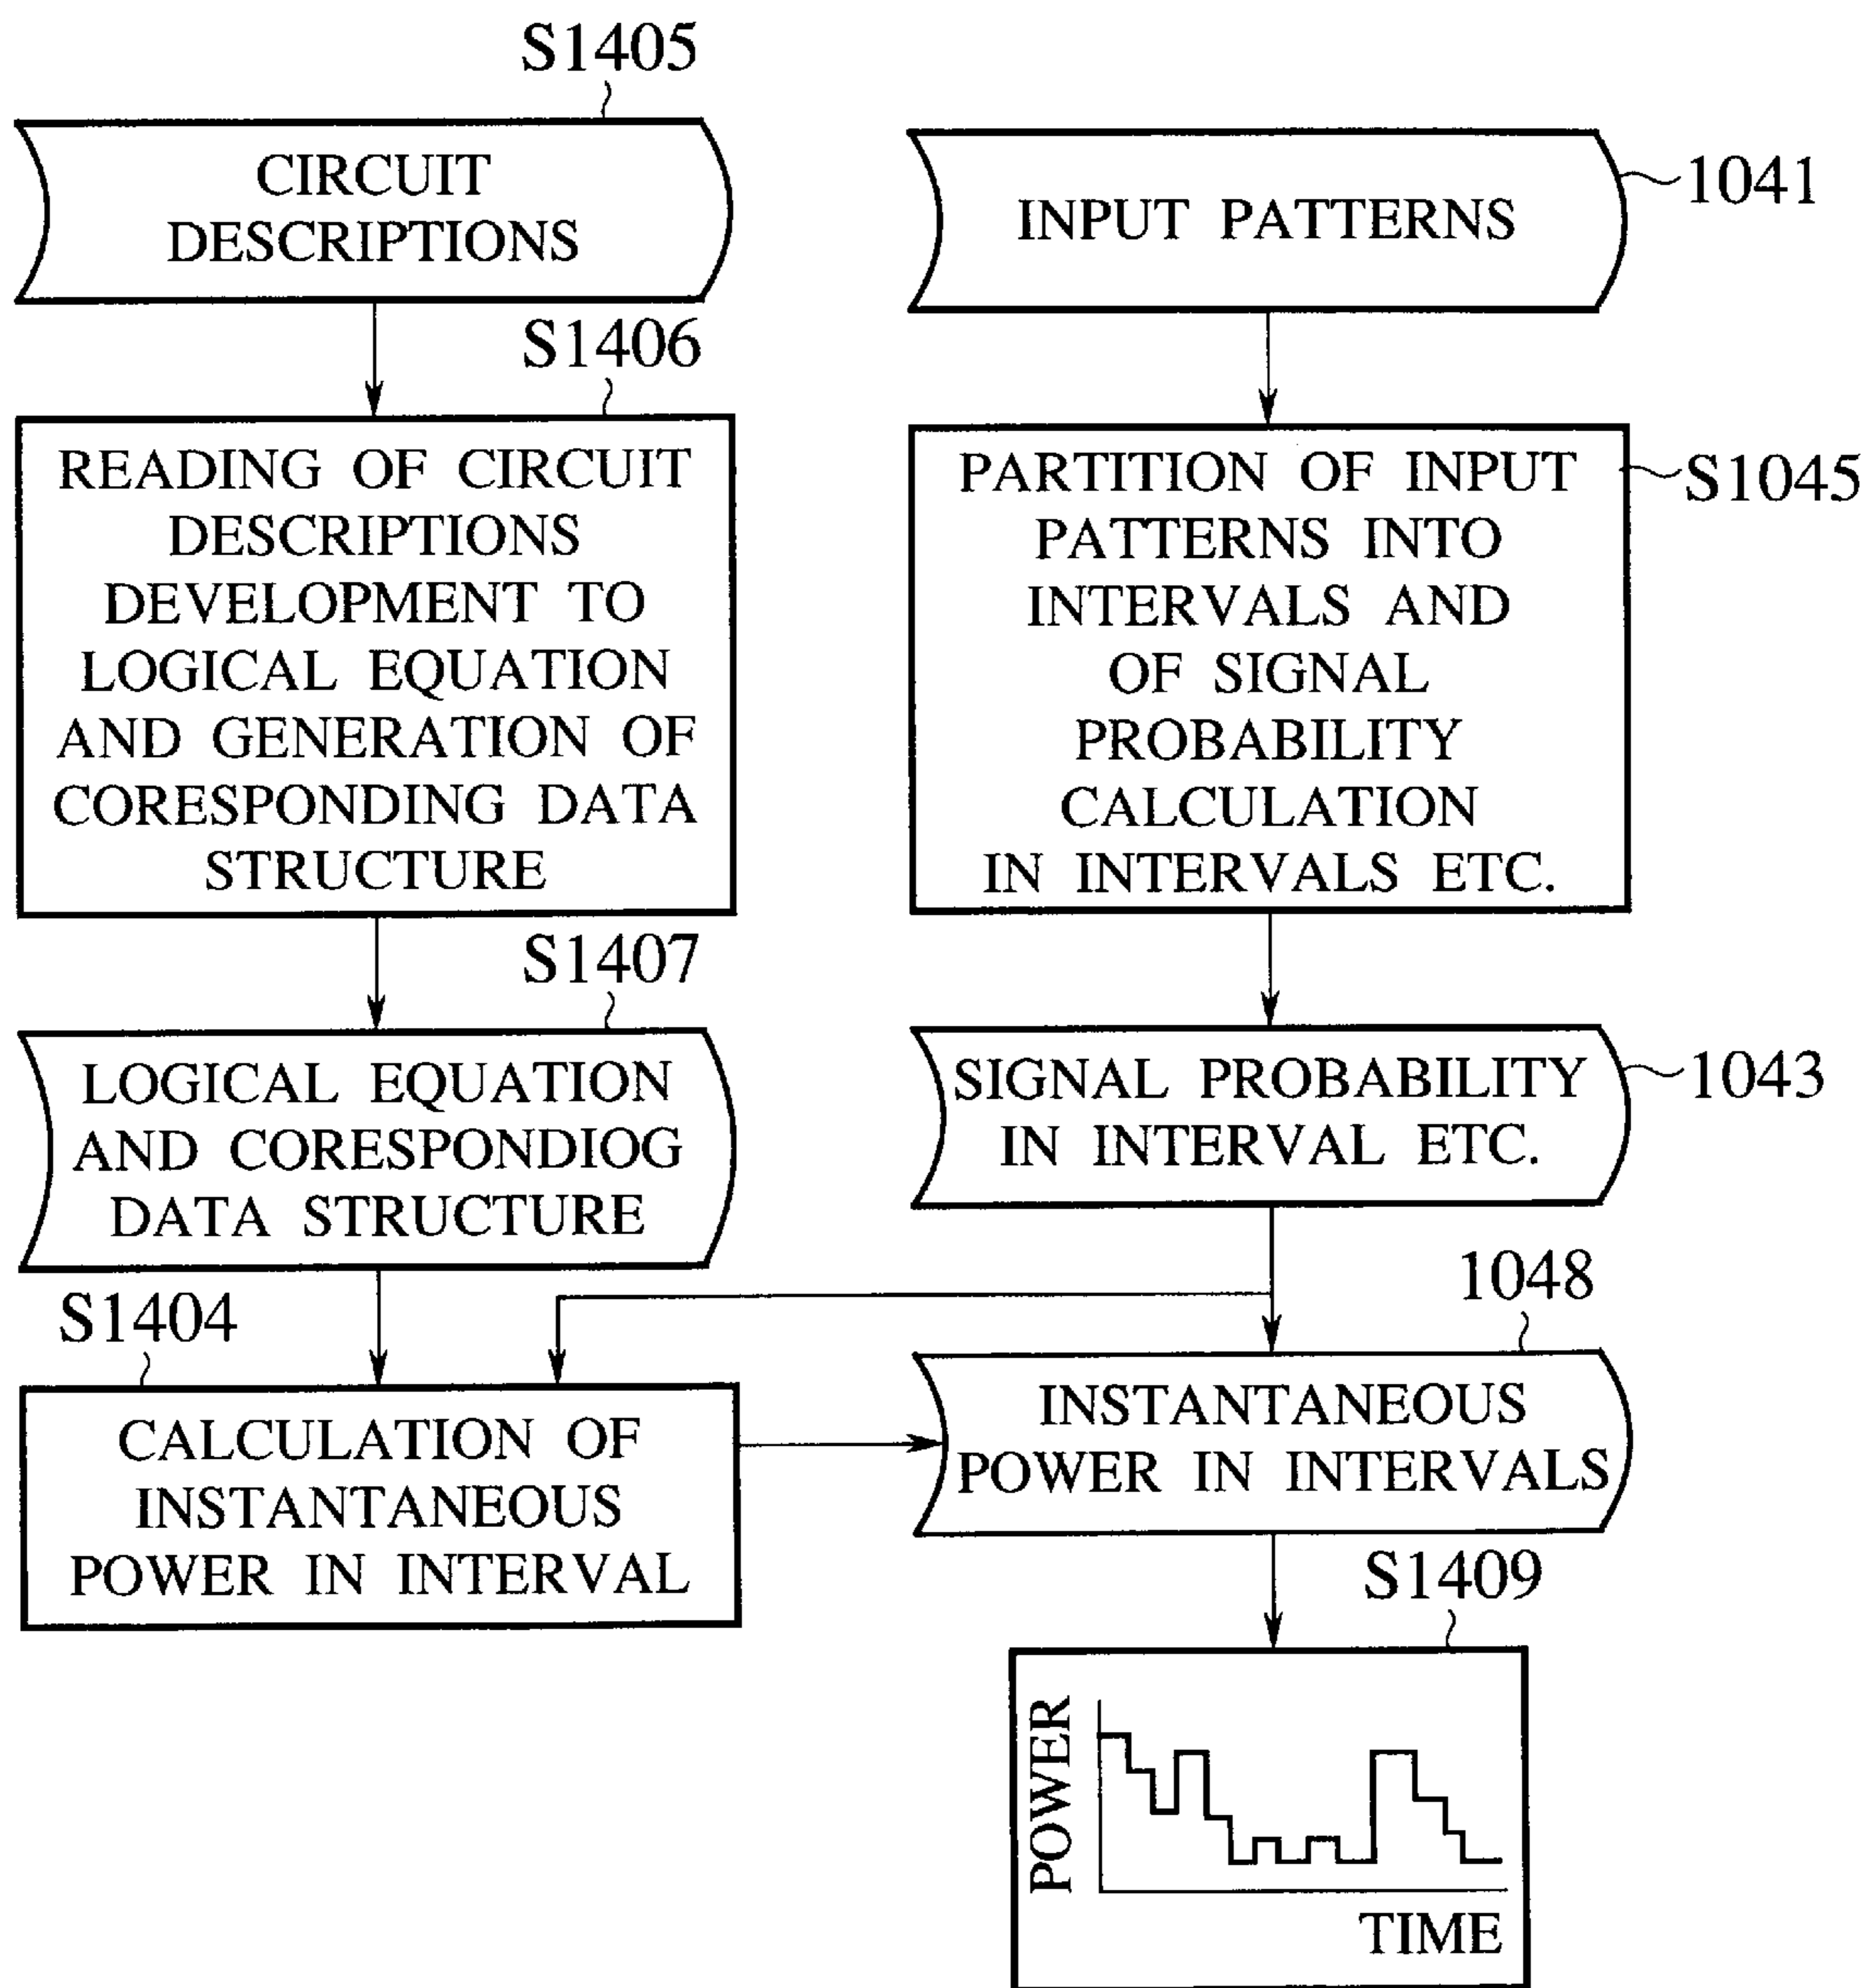 S1405
CIRCUIT
DESCRIPTIONS
1041
INPUT PATTERNS
S1406
READING OF CIRCUIT
DESCRIPTIONS
DEVELOPMENT TO
LOGICAL EQUATION
AND GENERATION OF
CORESPONDING DATA
STRUCTURE
PARTITION OF INPUT
PATTERNS INTO
INTERVALS AND
OF SIGNAL
PROBABILITY
CALCULATION
IN INTERVALS ETC.
S1045
S1407
LOGICAL EQUATION
AND CORESPONDIOG
DATA STRUCTURE
SIGNAL PROBABILITY
IN INTERVAL ETC.
1043
S1404
CALCULATION OF
INSTANTANEOUS
POWER IN INTERVAL
1048
INSTANTANEOUS
POWER IN INTERVALS
S1409
POWER
TIME